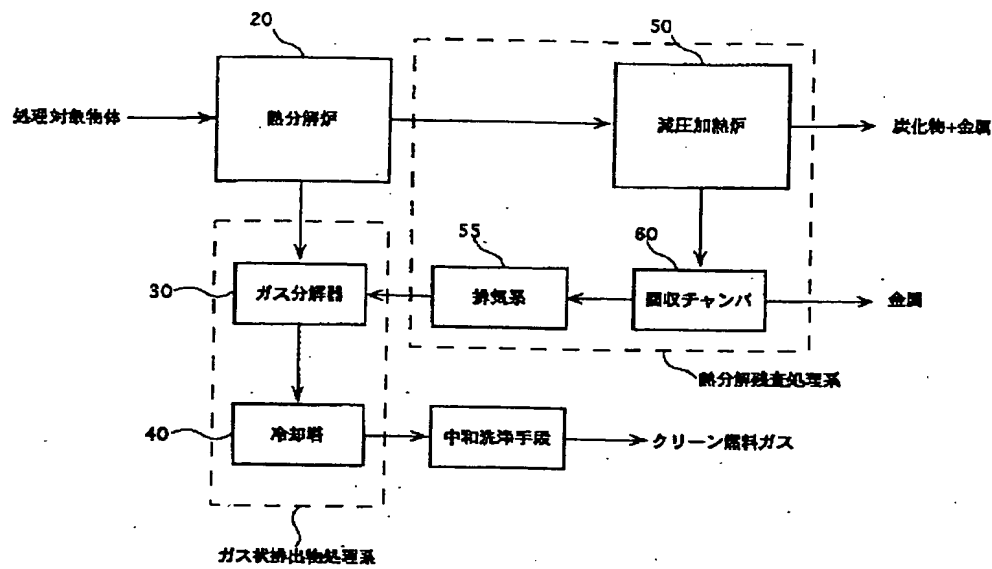 20
50
処理対象物体
熱分解炉
減圧加熱炉
炭化物+金属
55
60
30
ガス分解器
排気系
回収チャンバ
金属
熱分解残査処理系
40
冷却塔
中和洗浄手段
クリーン燃料ガス
ガス状排出物処理系